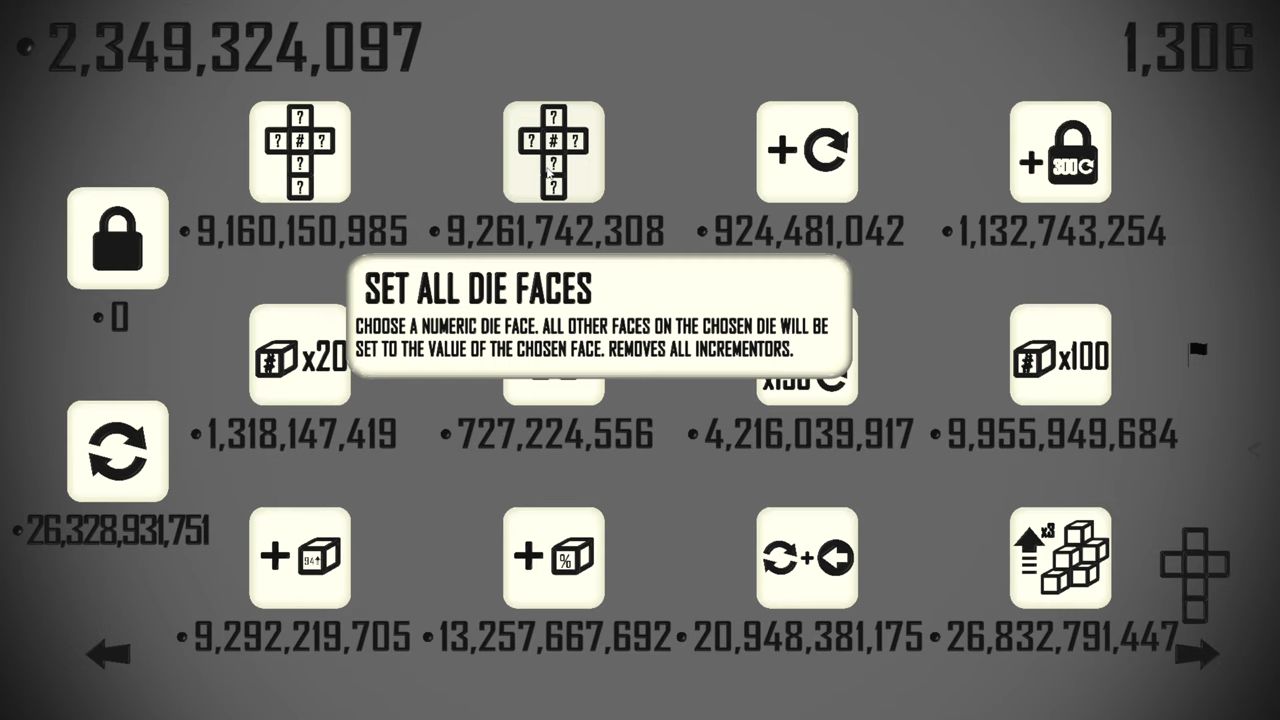 2,349,324,097
1,306
? ? # ? ? ?
? ? # ? ? ?
+
+ 300
9,160,150,985
9,261,742,308
924,481,042
1,132,743,254
SET ALL DIE FACES
CHOOSE A NUMERIC DIE FACE. ALL OTHER FACES ON THE CHOSEN DIE WILL BE
SET TO THE VALUE OF THE CHOSEN FACE. REMOVES ALL INCREMENTORS.
0
# x20
# x100
1,318,147,419
727,224,556
4,216,039,917
9,955,949,684
26,328,931,751
+ 94
+ %
+
x3
9,292,219,705
13,257,667,692
20,948,381,175
26,832,791,447